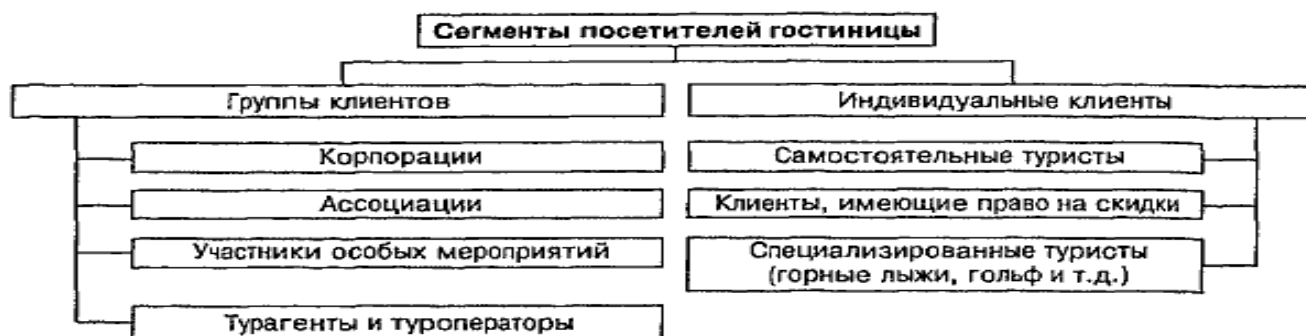 Сегменты посетителей гостиницы
Группы клиентов
Корпорации
Ассоциации
Участники особых мероприятий
Турагенты и туроператоры
Индивидуальные клиенты
Самостоятельные туристы
Клиенты, имеющие право на скидки
Специализированные туристы
(горные лыжи, гольф и т.д.)